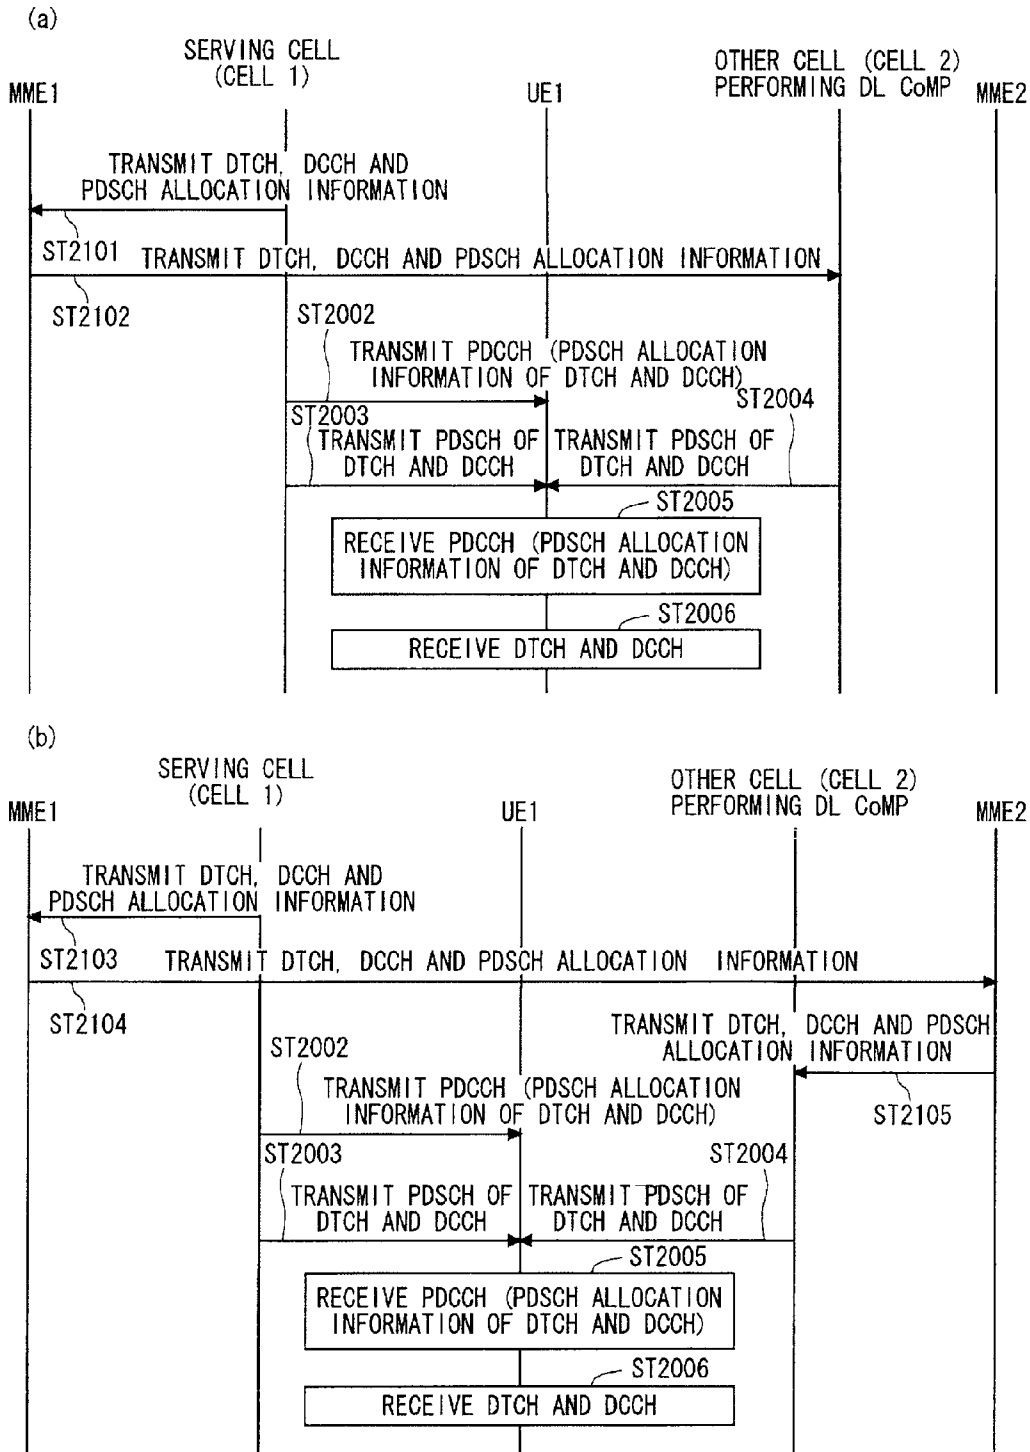 (a)
SERVING CELL
(CELL 1)
OTHER CELL (CELL 2)
PERFORMING DL CoMP
MME1
UE1
MME2
TRANSMIT DTCH, DCCH AND
PDSCH ALLOCATION INFORMATION
ST2101
TRANSMIT DTCH, DCCH AND PDSCH ALLOCATION INFORMATION
ST2102
ST2002
TRANSMIT PDCCH (PDSCH ALLOCATION
INFORMATION OF DTCH AND DCCH)
ST2003
ST2004
TRANSMIT PDSCH OF
DTCH AND DCCH
TRANSMIT PDSCH OF
DTCH AND DCCH
ST2005
RECEIVE PDCCH (PDSCH ALLOCATION
INFORMATION OF DTCH AND DCCH)
ST2006
RECEIVE DTCH AND DCCH
(b)
SERVING CELL
(CELL 1)
OTHER CELL (CELL 2)
PERFORMING DL CoMP
MME1
UE1
MME2
TRANSMIT DTCH, DCCH AND
PDSCH ALLOCATION INFORMATION
ST2103
TRANSMIT DTCH, DCCH AND PDSCH ALLOCATION INFORMATION
ST2104
TRANSMIT DTCH, DCCH AND PDSCH
ALLOCATION INFORMATION
ST2105
ST2002
TRANSMIT PDCCH (PDSCH ALLOCATION
INFORMATION OF DTCH AND DCCH)
ST2003
ST2004
TRANSMIT PDSCH OF
DTCH AND DCCH
TRANSMIT PDSCH OF
DTCH AND DCCH
ST2005
RECEIVE PDCCH (PDSCH ALLOCATION
INFORMATION OF DTCH AND DCCH)
ST2006
RECEIVE DTCH AND DCCH